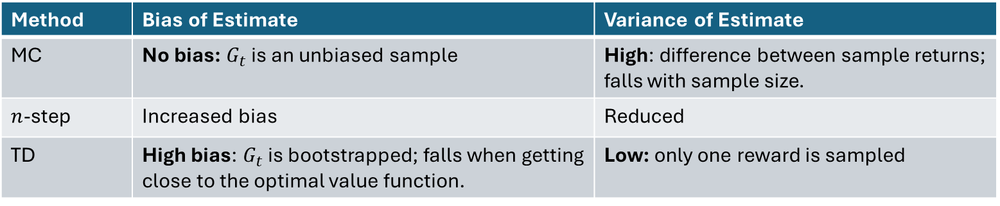 Method Bias of Estimate Variance of Estimate
MC No bias: Gₜ is an unbiased sample High: difference between sample returns;
falls with sample size.
n-step Increased bias Reduced
TD High bias: Gₜ is bootstrapped; falls when getting Low: only one reward is sampled
close to the optimal value function.